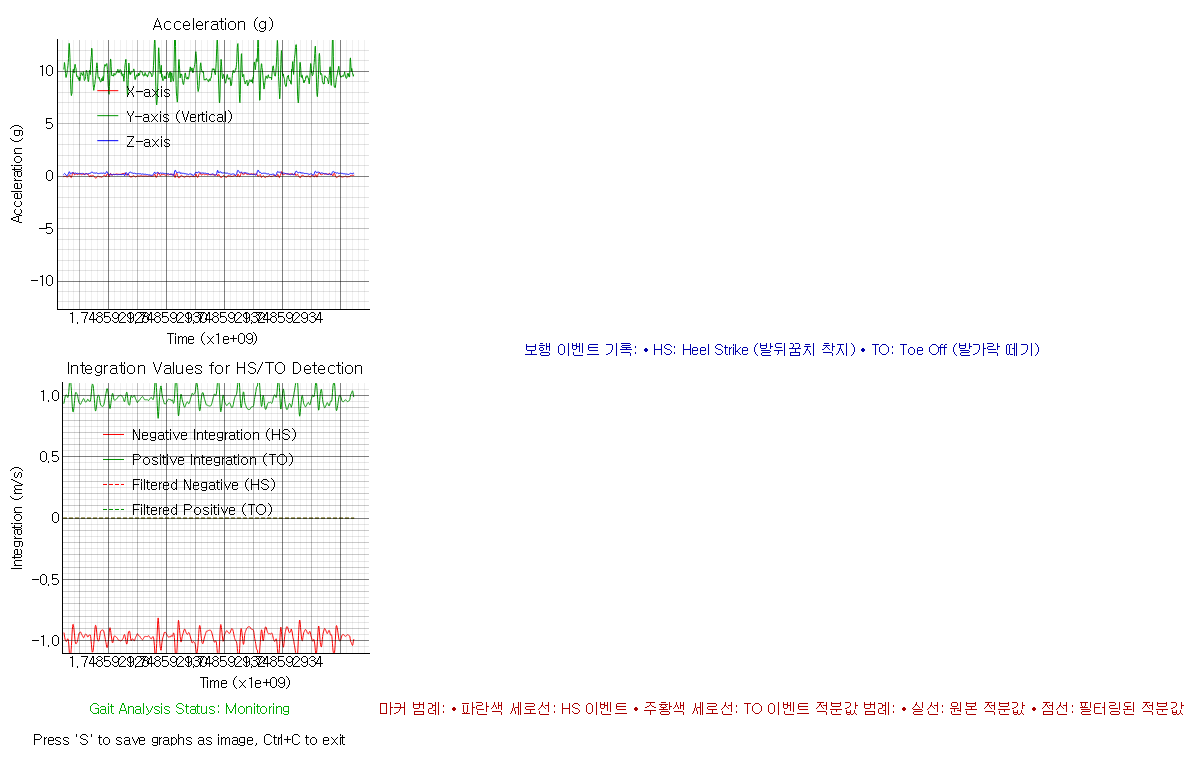 Acceleration (g)
10
5
0
-5
-10
Acceleration (g)
X-axis
Y-axis (Vertical)
Z-axis
Time (x1e+09)
보행 이벤트 기록: • HS: Heel Strike (발뒤꿈치 착지) • TO: Toe Off (발가락 떼기)
Integration Values for HS/TO Detection
1.0
0.5
0
-0.5
-1.0
Integration (m/s)
Negative Integration (HS)
Positive Integration (TO)
Filtered Negative (HS)
Filtered Positive (TO)
Time (x1e+09)
Gait Analysis Status: Monitoring
마커 범례: • 파란색 세로선: HS 이벤트 • 주황색 세로선: TO 이벤트 적분값 범례: • 실선: 원본 적분값 • 점선: 필터링된 적분값
Press 'S' to save graphs as image, Ctrl+C to exit